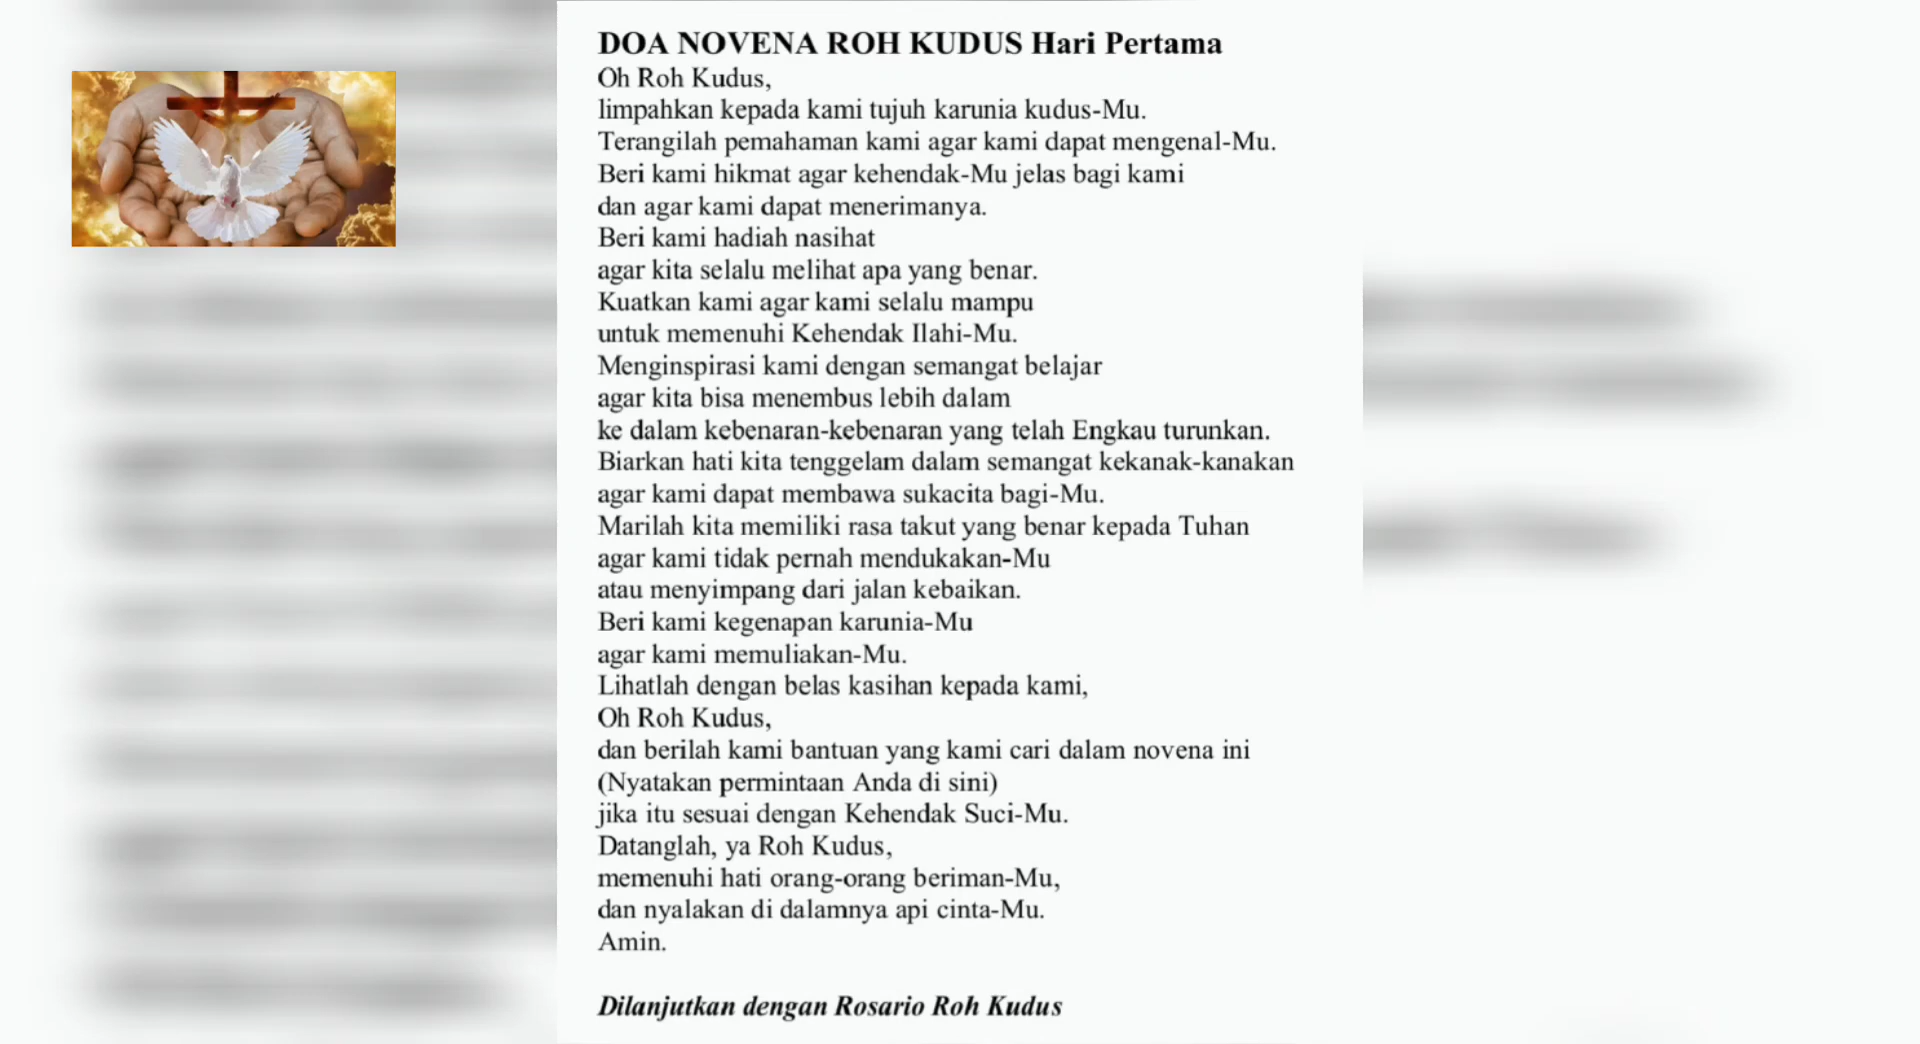 DOA NOVENA ROH KUDUS Hari Pertama
Oh Roh Kudus,
limpahkan kepada kami tujuh karunia kudus-Mu.
Terangilah pemahaman kami agar kami dapat mengenal-Mu.
Beri kami hikmat agar kehendak-Mu jelas bagi kami
dan agar kami dapat menerimanya.
Beri kami hadiah nasihat
agar kita selalu melihat apa yang benar.
Kuatkan kami agar kami selalu mampu
untuk memenuhi Kehendak Ilahi-Mu.
Menginspirasi kami dengan semangat belajar
agar kita bisa menembus lebih dalam
ke dalam kebenaran-kebenaran yang telah Engkau turunkan.
Biarkan hati kita tenggelam dalam semangat kekanak-kanakan
agar kami dapat membawa sukacita bagi-Mu.
Marilah kita memiliki rasa takut yang benar kepada Tuhan
agar kami tidak pernah mendukakan-Mu
atau menyimpang dari jalan kebaikan.
Beri kami kegenapan karunia-Mu
agar kami memuliakan-Mu.
Lihatlah dengan belas kasihan kepada kami,
Oh Roh Kudus,
dan berilah kami bantuan yang kami cari dalam novena ini
(Nyatakan permintaan Anda di sini)
jika itu sesuai dengan Kehendak Suci-Mu.
Datanglah, ya Roh Kudus,
memenuhi hati orang-orang beriman-Mu,
dan nyalakan di dalamnya api cinta-Mu.
Amin.
Dilanjutkan dengan Rosario Roh Kudus